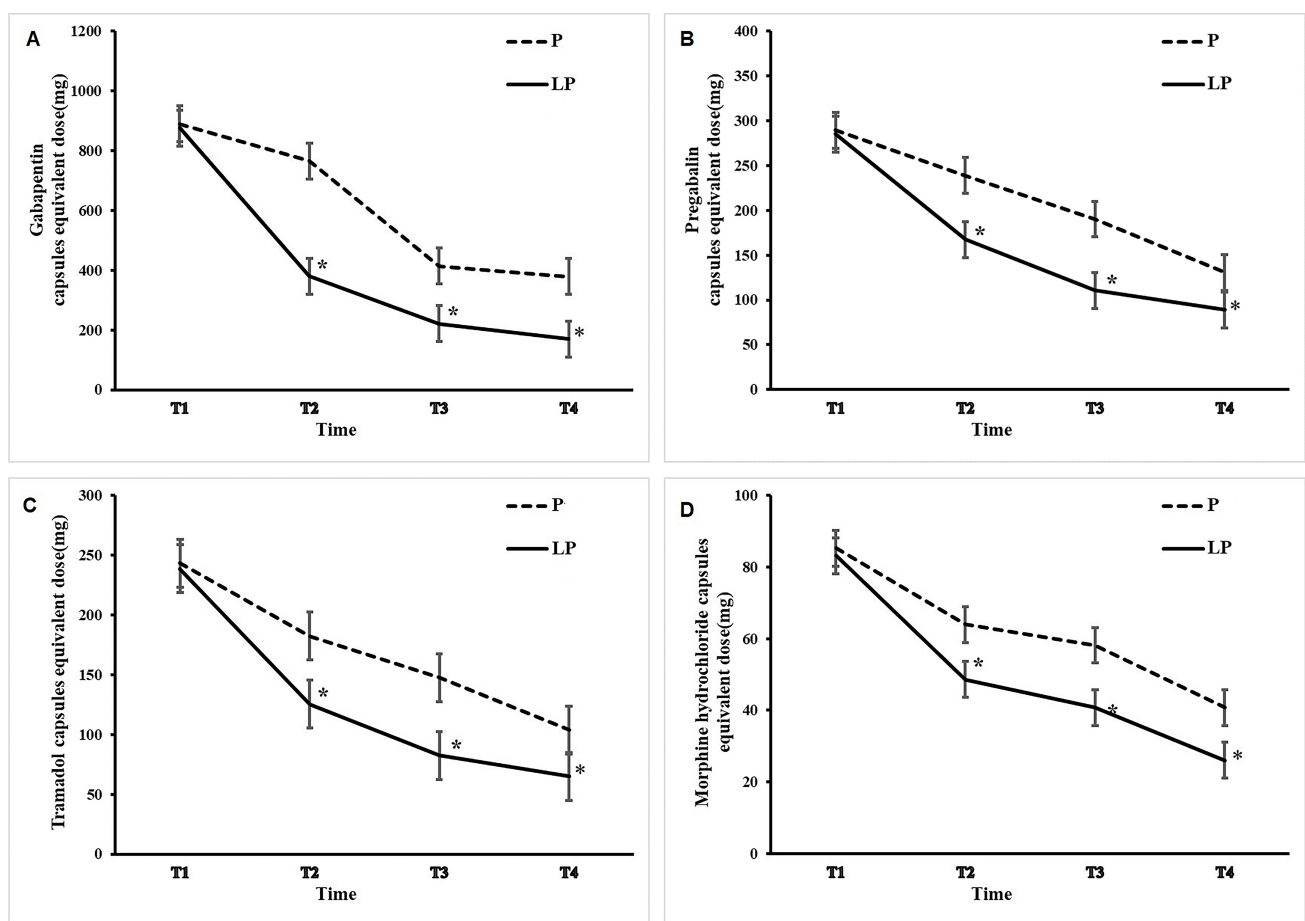 A
Gabapentin
capsules equivalent dose(mg)
1200
1000
800
600
400
200
0
P
LP
*
*
*
T1 T2 T3 T4
Time
B
Pregabalin
capsules equivalent dose(mg)
400
350
300
250
200
150
100
50
0
P
LP
*
*
*
T1 T2 T3 T4
Time
C
Tramadol capsules equivalent dose(mg)
300
250
200
150
100
50
0
P
LP
*
*
*
T1 T2 T3 T4
Time
D
Morphine hydrochloride capsules
equivalent dose(mg)
100
80
60
40
20
0
P
LP
*
*
*
T1 T2 T3 T4
Time